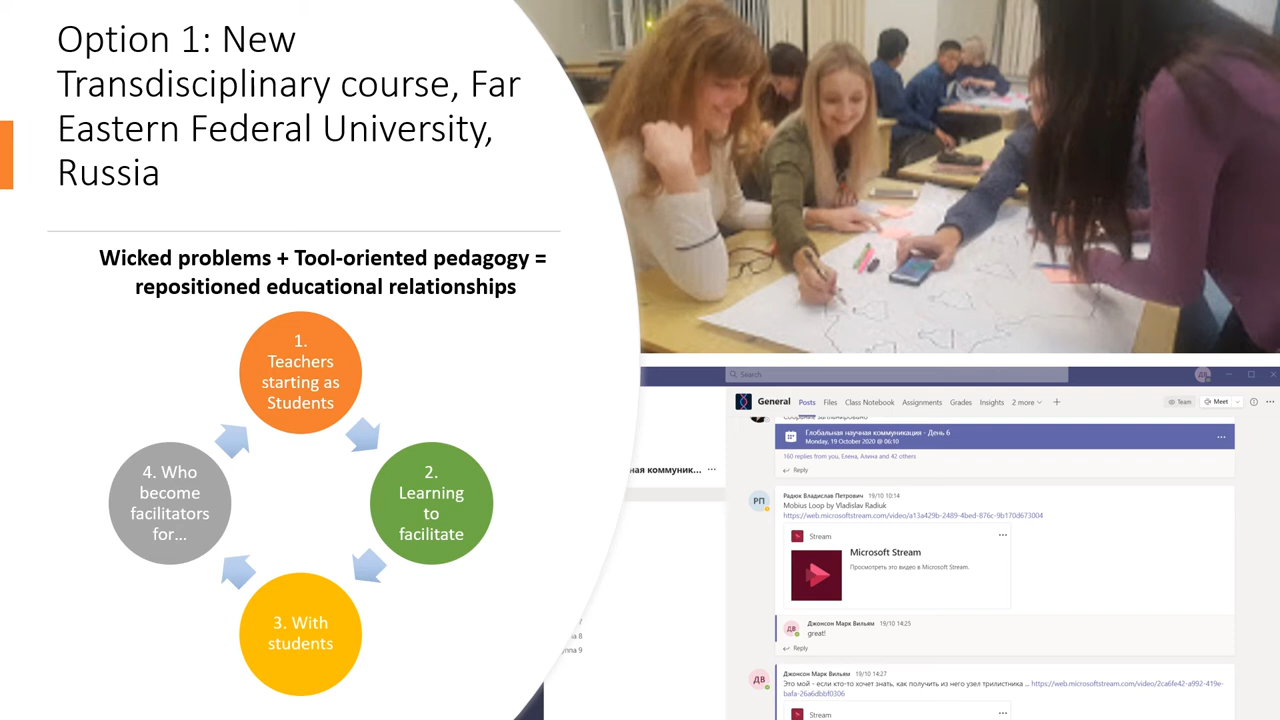 Option 1: New
Transdisciplinary course, Far
Eastern Federal University,
Russia
Wicked problems + Tool-oriented pedagogy =
repositioned educational relationships
1.
Teachers
starting as
Students
2.
Learning
to
facilitate
3. With
students
4. Who
become
facilitators
for...
Search
ДВ
General Posts Files Class Notebook Assignments Grades Insights 2 more Team Meet
Глобальная научная коммуникация - День 6
Monday, 19 October 2020 @ 06:10
160 replies from you, Елена, Алина and 42 others
Reply
ная коммуник... ...
РП
Радюк Владислав Петрович 19/10 10:14
Mobius Loop by Vladislav Radiuk
https://web.microsoftstream.com/video/a13a429b-2489-4bed-876c-9b170d673004
Stream
Microsoft Stream
Просмотреть это видео в Microsoft Stream.
ДВ
Джонсон Марк Вильям 19/10 14:25
great!
Reply
ДВ
Джонсон Марк Вильям 19/10 14:27
Это мой - если кто-то хочет знать, как получить из него узел трилистника ... https://web.microsoftstream.com/video/2ca6fe42-a992-419e-
bafa-26a6dbbf0306
Stream